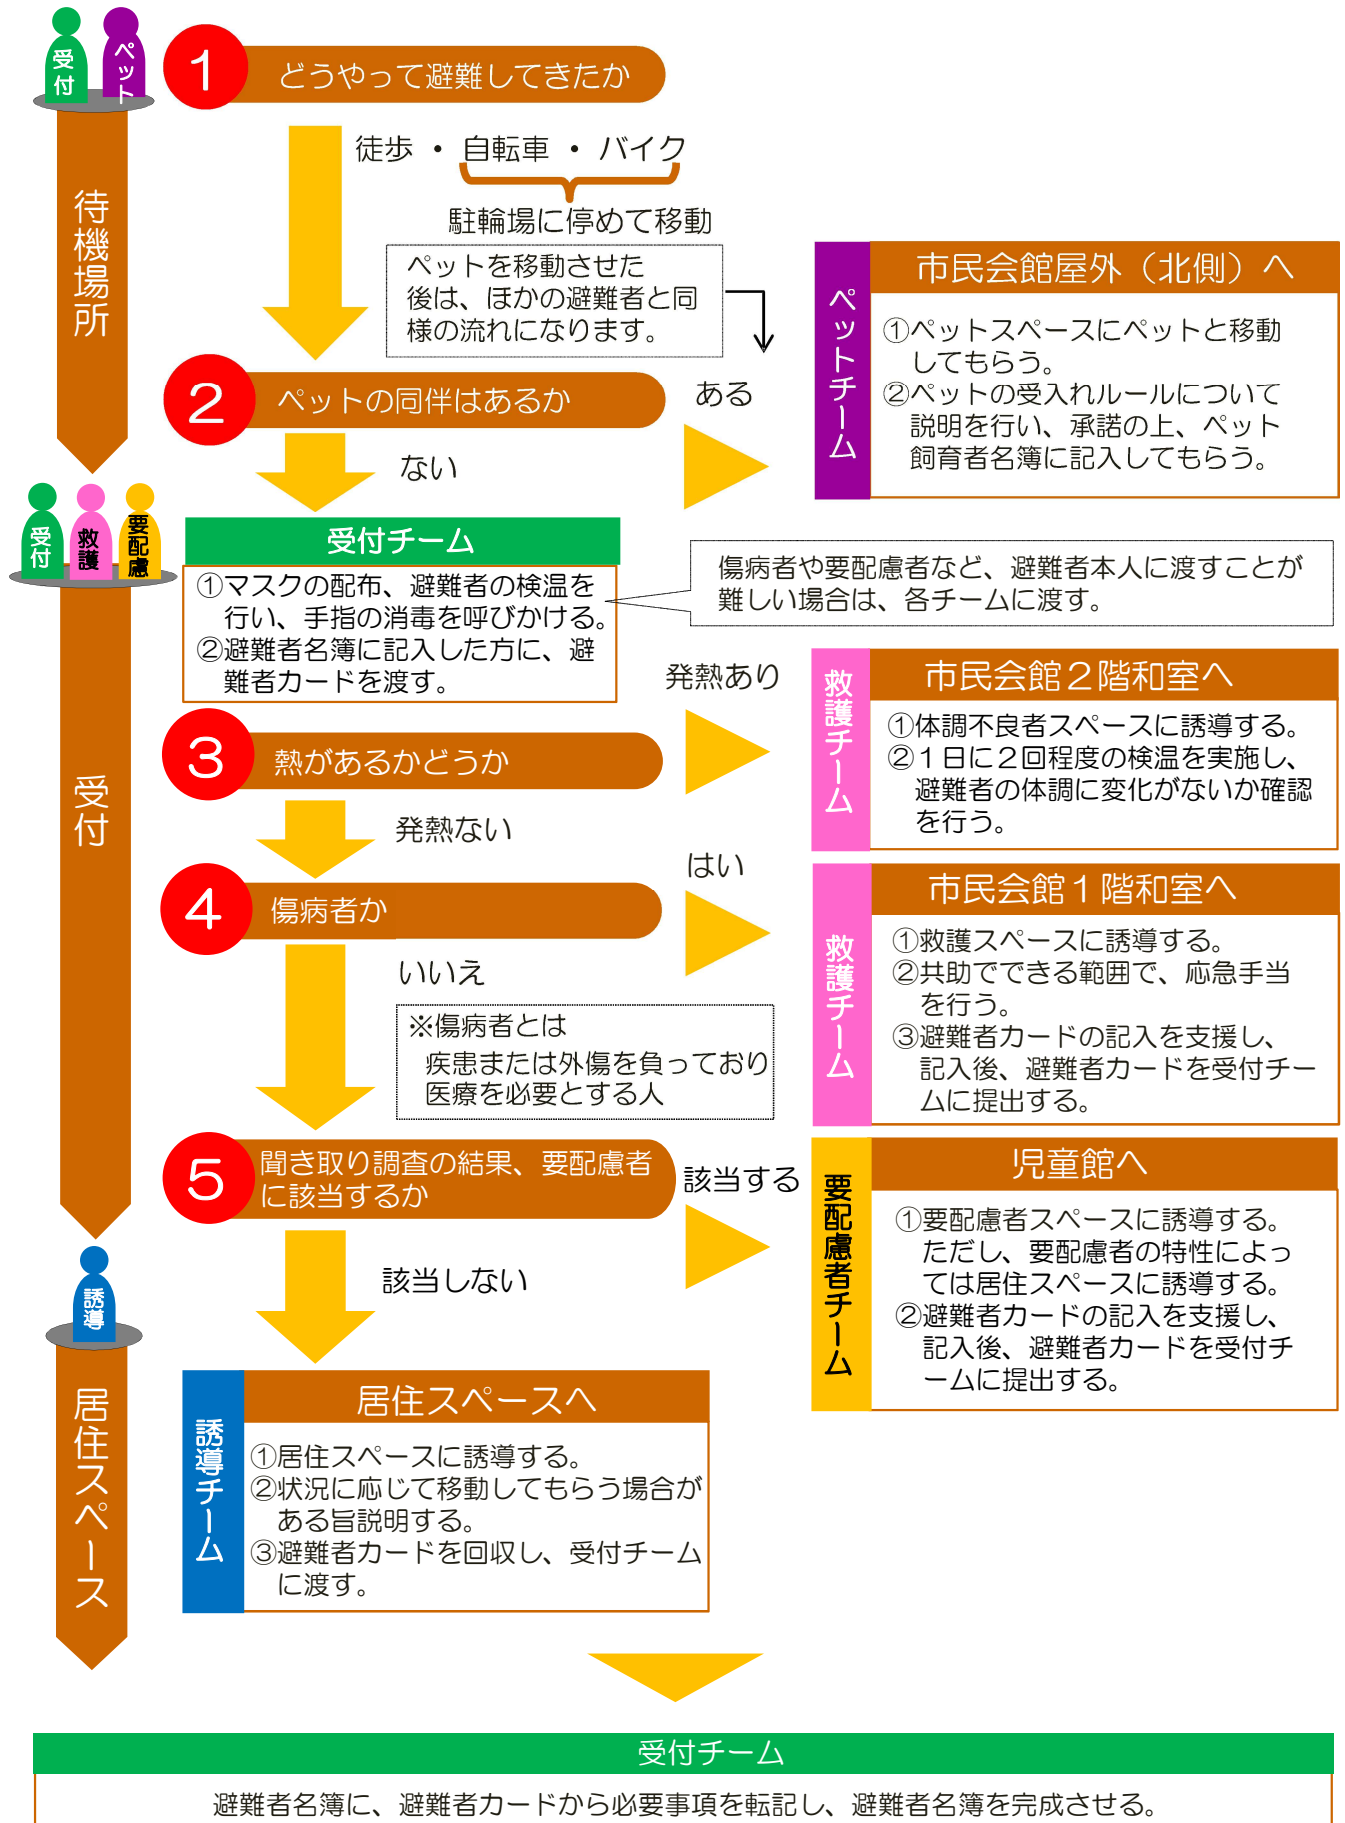 受付
ペット
1
どうやって避難してきたか
徒歩 ・ 自転車 ・ バイク
駐輪場に停めて移動
待機場所
ペットを移動させた
後は、ほかの避難者と同
様の流れになります。
ペットチーム
市民会館屋外（北側）へ
①ペットスペースにペットと移動
してもらう。
②ペットの受入れルールについて
説明を行い、承諾の上、ペット
飼育者名簿に記入してもらう。
2
ペットの同伴はあるか
ある
ない
受付
救護
要配慮
受付チーム
①マスクの配布、避難者の検温を
行い、手指の消毒を呼びかける。
②避難者名簿に記入した方に、避
難者カードを渡す。
傷病者や要配慮者など、避難者本人に渡すことが
難しい場合は、各チームに渡す。
受付
3
熱があるかどうか
発熱あり
発熱ない
救護チーム
市民会館２階和室へ
①体調不良者スペースに誘導する。
②１日に２回程度の検温を実施し、
避難者の体調に変化がないか確認
を行う。
4
傷病者か
はい
いいえ
※傷病者とは
疾患または外傷を負っており
医療を必要とする人
救護チーム
市民会館１階和室へ
①救護スペースに誘導する。
②共助でできる範囲で、応急手当
を行う。
③避難者カードの記入を支援し、
記入後、避難者カードを受付チー
ムに提出する。
5
聞き取り調査の結果、要配慮者
に該当するか
該当する
該当しない
要配慮者チーム
児童館へ
①要配慮者スペースに誘導する。
ただし、要配慮者の特性によっ
ては居住スペースに誘導する。
②避難者カードの記入を支援し、
記入後、避難者カードを受付チ
ームに提出する。
誘導
居住スペース
誘導チーム
居住スペースへ
①居住スペースに誘導する。
②状況に応じて移動してもらう場合が
ある旨説明する。
③避難者カードを回収し、受付チーム
に渡す。
受付チーム
避難者名簿に、避難者カードから必要事項を転記し、避難者名簿を完成させる。